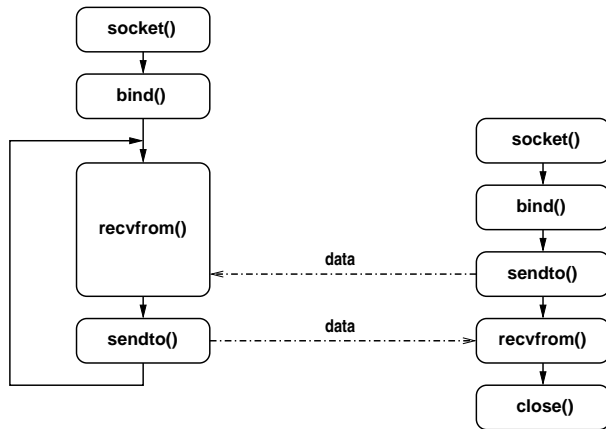 socket()
bind()
recvfrom()
sendto()
data
data
socket()
bind()
sendto()
recvfrom()
close()